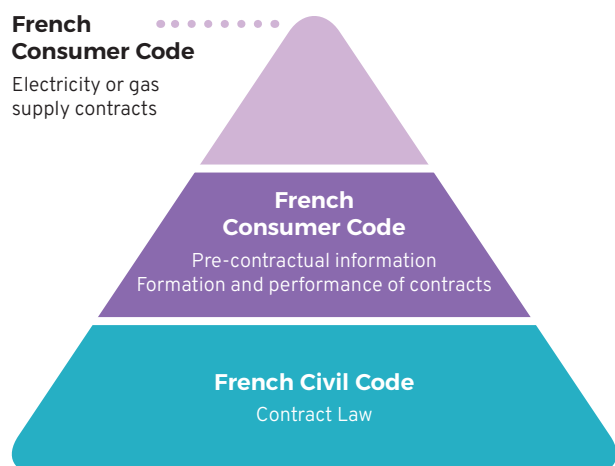 French
Consumer Code
Electricity or gas
supply contracts
French
Consumer Code
Pre-contractual information
Formation and performance of contracts
French Civil Code
Contract Law